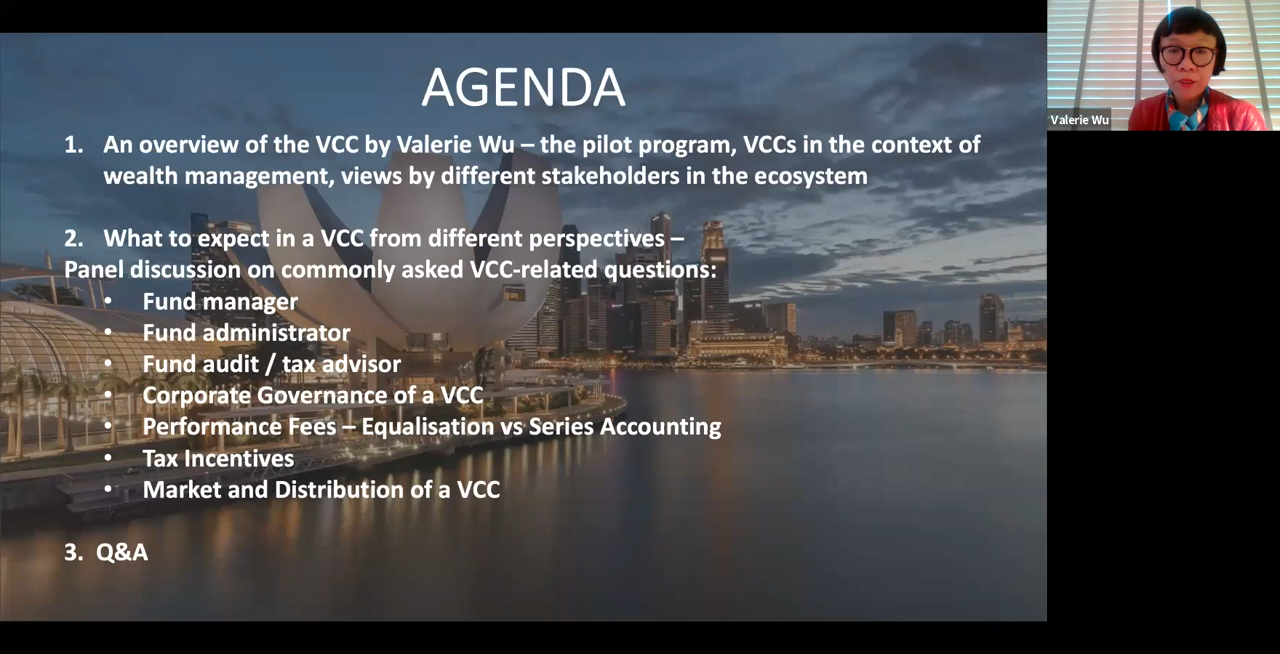 AGENDA
1. An overview of the VCC by Valerie Wu – the pilot program, VCCs in the context of
wealth management, views by different stakeholders in the ecosystem
2. What to expect in a VCC from different perspectives –
Panel discussion on commonly asked VCC-related questions:
• Fund manager
• Fund administrator
• Fund audit / tax advisor
• Corporate Governance of a VCC
• Performance Fees – Equalisation vs Series Accounting
• Tax Incentives
• Market and Distribution of a VCC
3. Q&A
Valerie Wu